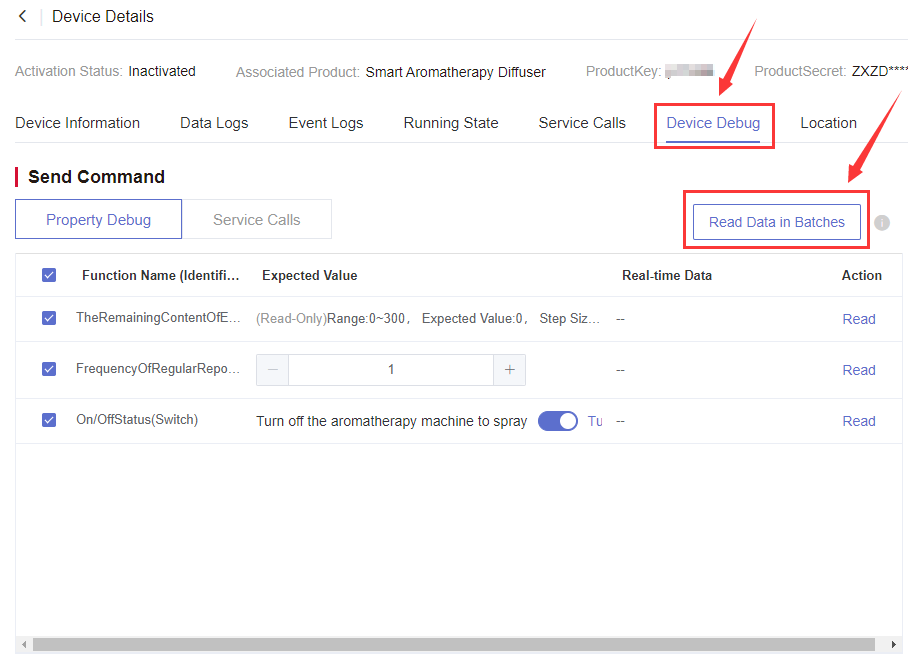 Device Details
Activation Status: Inactivated Associated Product: Smart Aromatherapy Diffuser ProductKey: ProductSecret: ZXZD****
Device Information Data Logs Event Logs Running State Service Calls Device Debug Location
Send Command
Property Debug Service Calls Read Data in Batches
Function Name (Identifi... Expected Value Real-time Data Action
TheRemainingContentOfE... (Read-Only)Range:0~300, Expected Value:0, Step Siz... -- Read
FrequencyOfRegularRepo... − 1 + -- Read
On/OffStatus(Switch) Turn off the aromatherapy machine to spray Tu -- Read